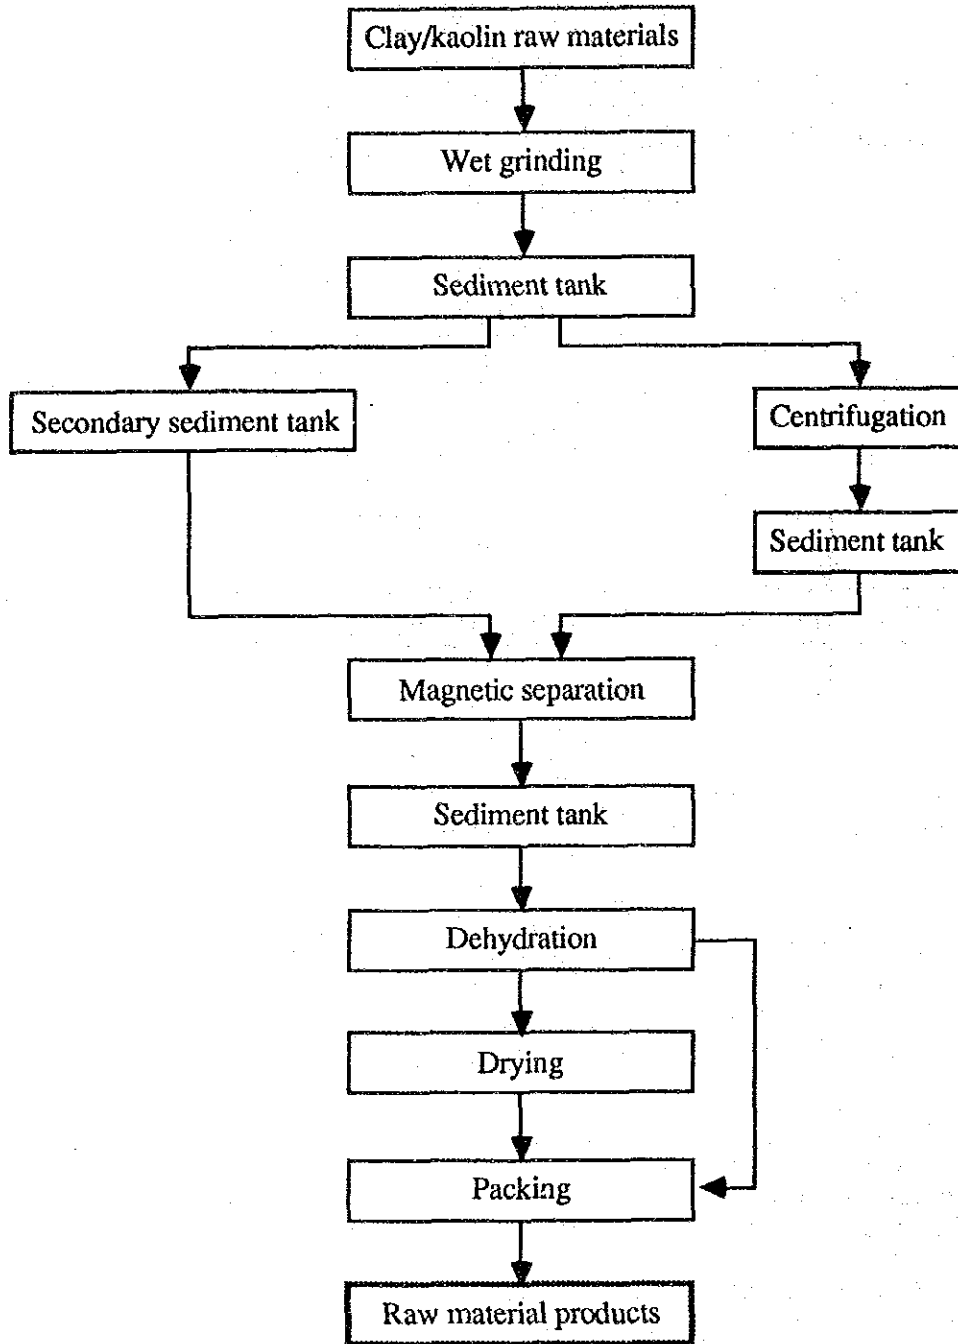 Clay/kaolin raw materials
Wet grinding
Sediment tank
Secondary sediment tank
Centrifugation
Sediment tank
Magnetic separation
Sediment tank
Dehydration
Drying
Packing
Raw material products